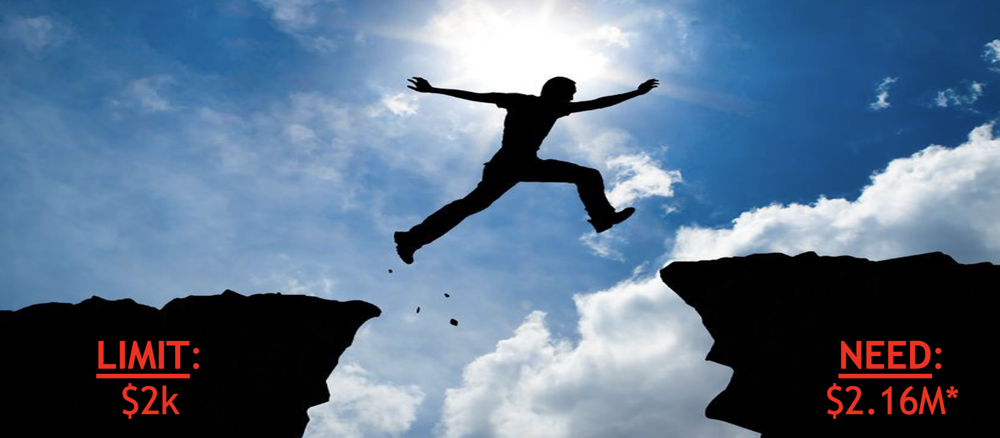 LIMIT:
$2k
NEED:
$2.16M*